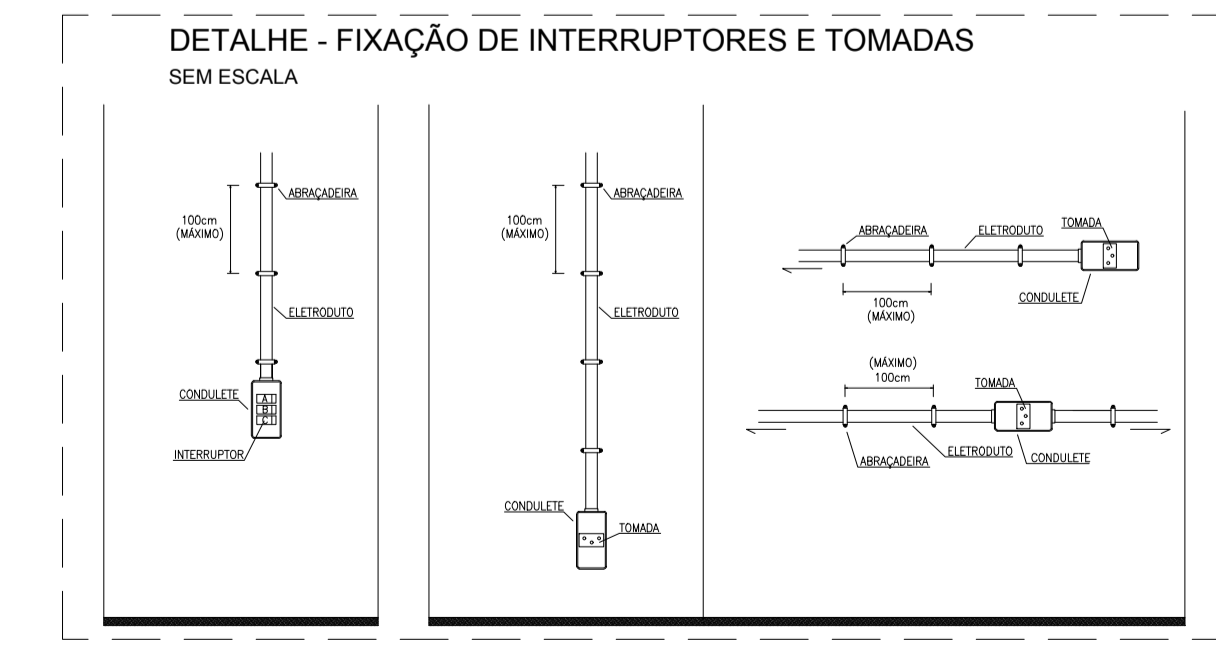 DETALHE - FIXAÇÃO DE INTERRUPTORES E TOMADAS
SEM ESCALA
ABRAÇADEIRA
100cm
(MÁXIMO)
ELETRODUTO
CONDULETE
A
B
C
INTERRUPTOR
ABRAÇADEIRA
100cm
(MÁXIMO)
ELETRODUTO
CONDULETE
TOMADA
ABRAÇADEIRA
ELETRODUTO
TOMADA
CONDULETE
100cm
(MÁXIMO)
(MÁXIMO)
100cm
TOMADA
ABRAÇADEIRA
ELETRODUTO
CONDULETE